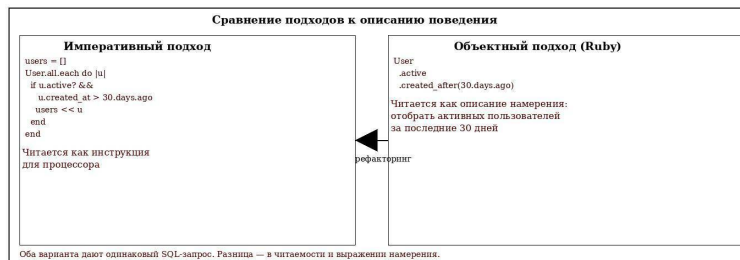 Сравнение подходов к описанию поведения
Императивный подход
users = []
User.all.each do |u|
if u.active? &&
u.created_at > 30.days.ago
users << u
end
end
Читается как инструкция
для процессора
рефакторинг
Объектный подход (Ruby)
User
.active
.created_after(30.days.ago)
Читается как описание намерения:
отобрать активных пользователей
за последние 30 дней
Оба варианта дают одинаковый SQL-запрос. Разница — в читаемости и выражении намерения.